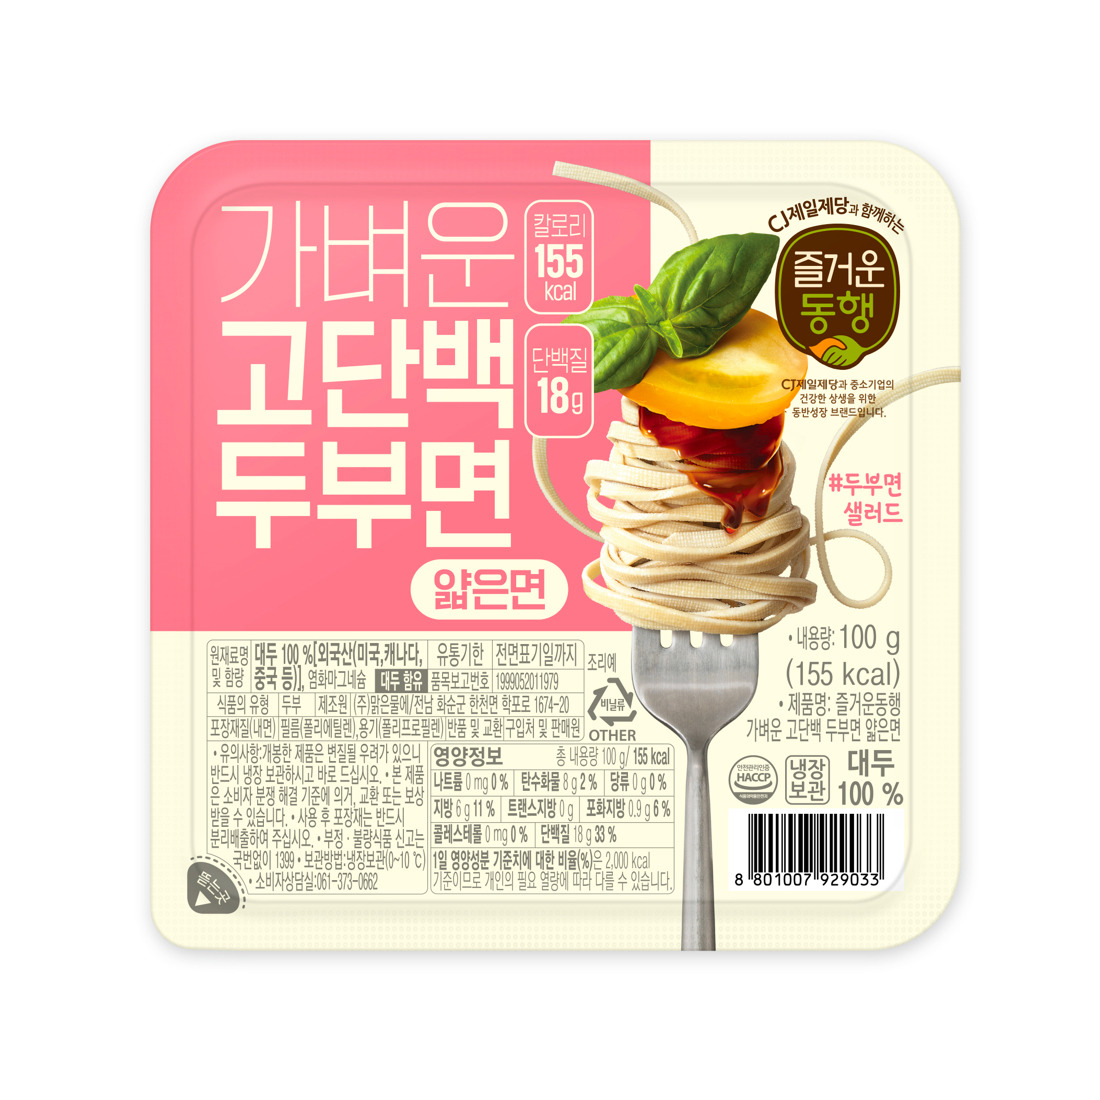 가벼운
고단백
두부면
얇은면
칼로리
155
kcal
단백질
18g
CJ제일제당과 함께하는
즐거운
동행
CJ제일제당과 중소기업의
건강한 상생을 위한
동반성장 브랜드입니다.
#두부면
샐러드
조리예
• 내용량: 100 g
(155 kcal)
• 제품명: 즐거운동행
가벼운 고단백 두부면 얇은면
원재료명 및 함량 대두 100 %[외국산(미국,캐나다, 중국 등)], 염화마그네슘 대두 함유
유통기한 전면표기일까지
품목보고번호 1999052011979
식품의 유형 두부 제조원 (주)맑은물에/전남 화순군 한천면 학포로 1674-20
포장재질(내면) 필름(폴리에틸렌),용기(폴리프로필렌) 반품 및 교환 구입처 및 판매원
비닐류
OTHER
• 유의사항:개봉한 제품은 변질될 우려가 있으니
반드시 냉장 보관하시고 바로 드십시오. • 본 제품
은 소비자 분쟁 해결 기준에 의거, 교환 또는 보상
받을 수 있습니다. • 사용 후 포장재는 반드시
분리배출하여 주십시오. • 부정 · 불량식품 신고는
국번없이 1399 • 보관방법:냉장보관(0~10 ℃)
• 소비자상담실:061-373-0662
영양정보 총 내용량 100 g/ 155 kcal
나트륨 0 mg 0 % 탄수화물 8 g 2 % 당류 0 g 0 %
지방 6 g 11 % 트랜스지방 0 g 포화지방 0.9 g 6 %
콜레스테롤 0 mg 0 % 단백질 18 g 33 %
1일 영양성분 기준치에 대한 비율(%)은 2,000 kcal
기준이므로 개인의 필요 열량에 따라 다를 수 있습니다.
안전관리인증
HACCP
식품의약품안전처
냉장
보관
대두
100 %
8 801007 929033
뜯는곳